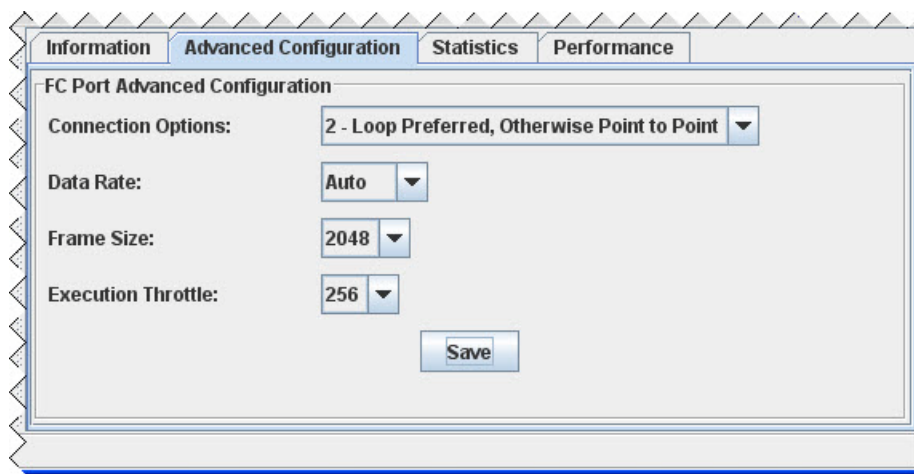 Information Advanced Configuration Statistics Performance
FC Port Advanced Configuration
Connection Options: 2 - Loop Preferred, Otherwise Point to Point
Data Rate: Auto
Frame Size: 2048
Execution Throttle: 256
Save